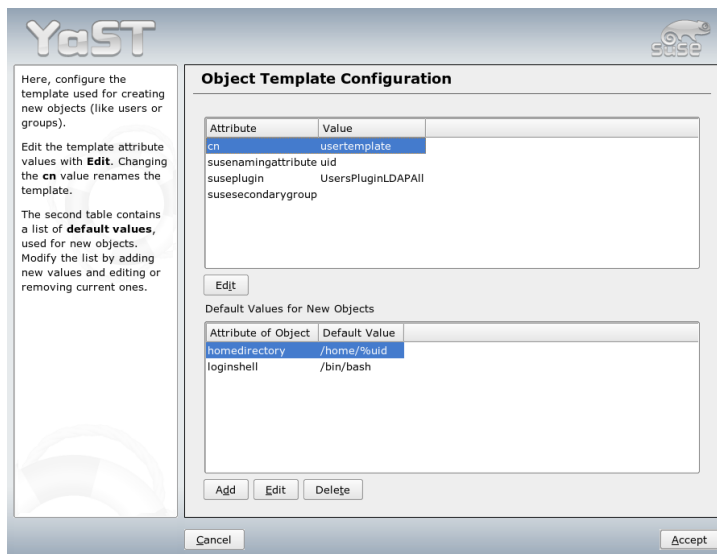 YaST
suse
Here, configure the
template used for creating
new objects (like users or
groups).
Edit the template attribute
values with Edit. Changing
the cn value renames the
template.
The second table contains
a list of default values,
used for new objects.
Modify the list by adding
new values and editing or
removing current ones.
Object Template Configuration
Attribute Value
cn usertemplate
susenamingattribute uid
suseplugin UsersPluginLDAPAll
susesecondarygroup
Edit
Default Values for New Objects
Attribute of Object Default Value
homedirectory /home/%uid
loginshell /bin/bash
Add Edit Delete
Cancel Accept